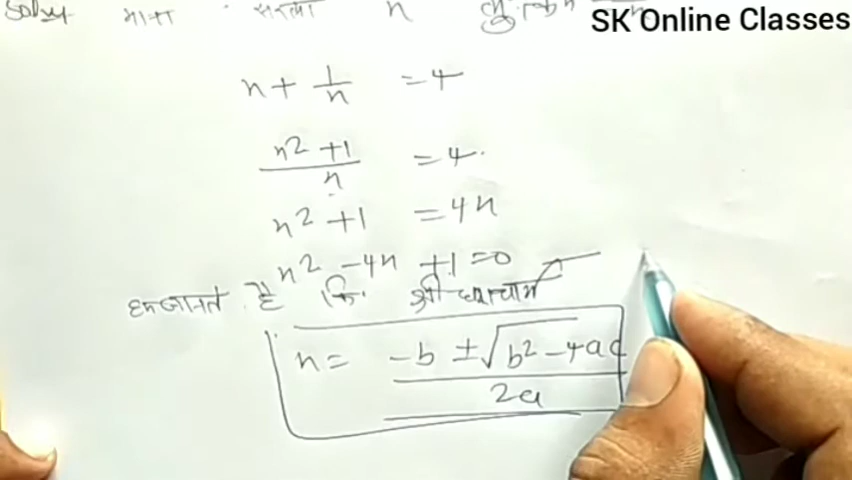 माना n
SK Online Classes
n + 1/n = 4
n² + 1 / n = 4
n² + 1 = 4n
n² - 4n + 1 = 0
हम जानते है कि श्री धराचार्य
n = -b ± √b² - 4ac / 2a